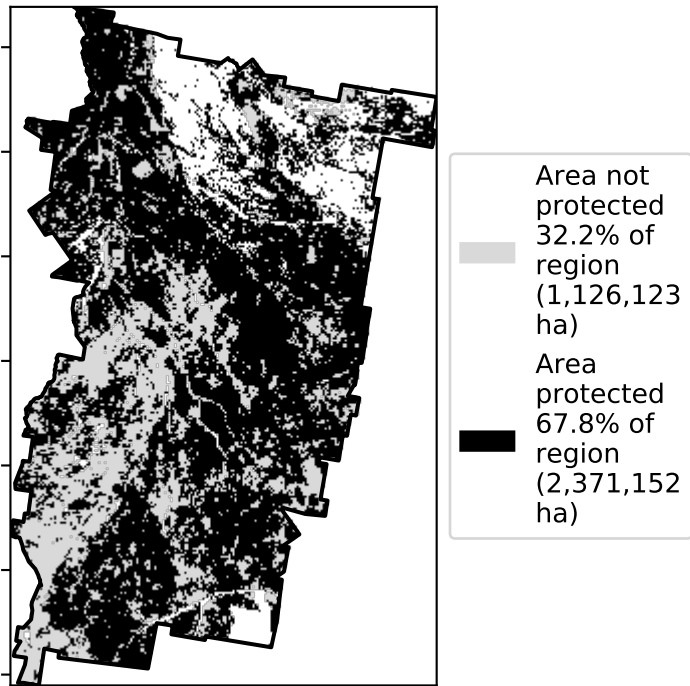 Area not
protected
32.2% of
region
(1,126,123
ha)
Area
protected
67.8% of
region
(2,371,152
ha)